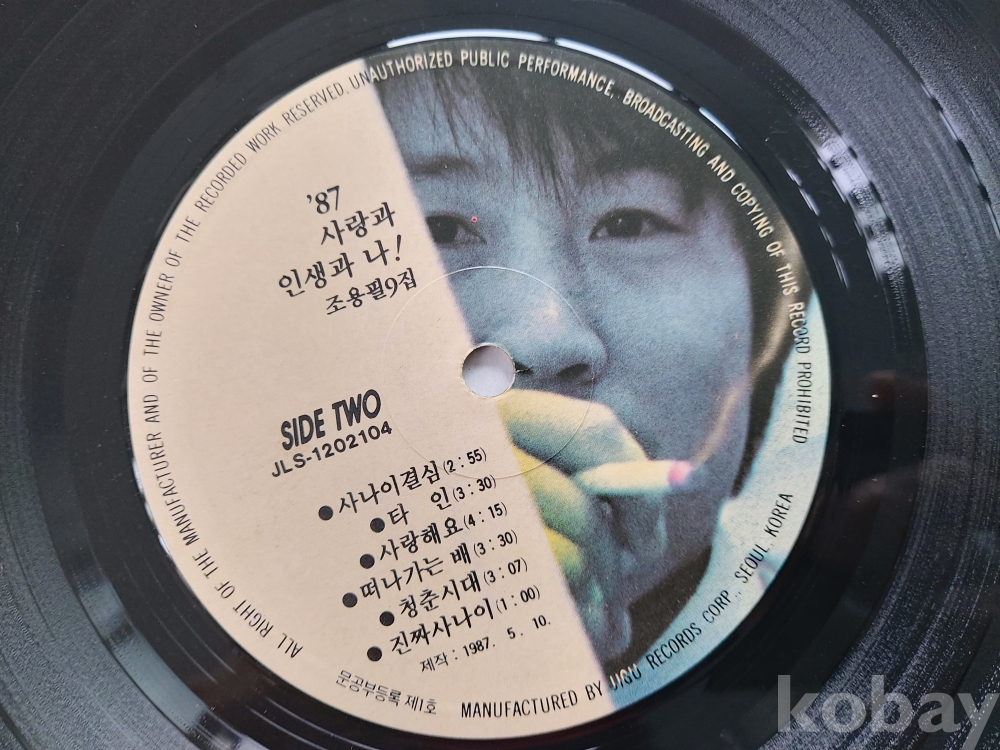 '87
사랑과
인생과 나!
조용필9집
SIDE TWO
JLS-1202104
●사나이결심(2:55)
●타 인(3:30)
●사랑해요(4:15)
●떠나가는 배(3:30)
●청춘시대(3:07)
●진짜사나이(1:00)
제작:1987. 5. 10.
문공부등록 제1호
ALL RIGHT OF THE MANUFACTURER AND OF THE OWNER OF THE RECORDED WORK RESERVED. UNAUTHORIZED PUBLIC PERFORMANCE, BROADCASTING AND COPYING OF THIS RECORD PROHIBITED
MANUFACTURED BY JIGU RECORDS CORP., SEOUL KOREA
kobay